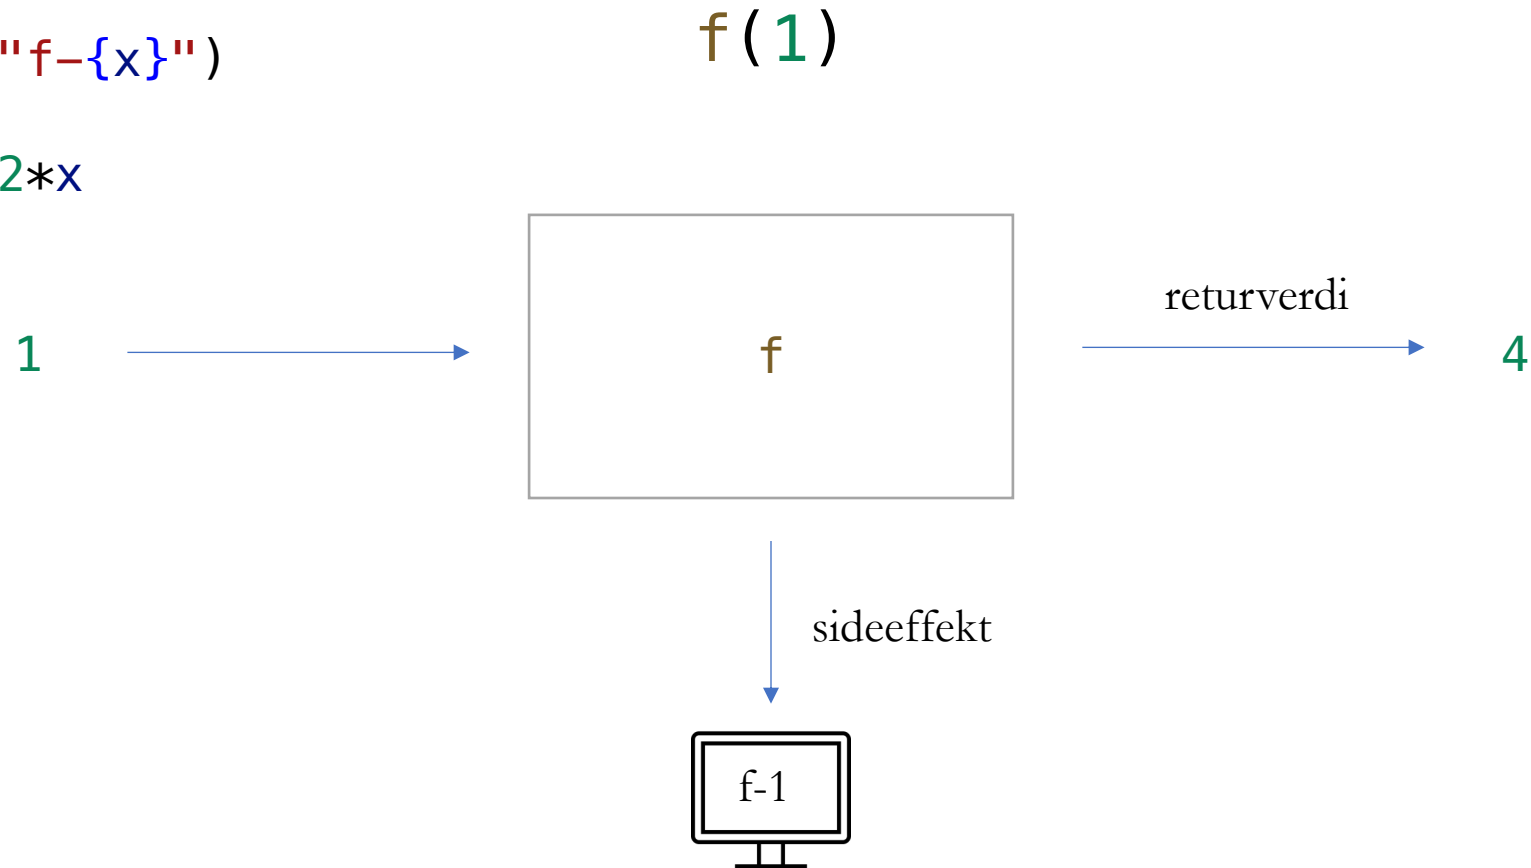 "f-{x}")
f(1)
2*x
returverdi
1
f
4
sideeffekt
f-1